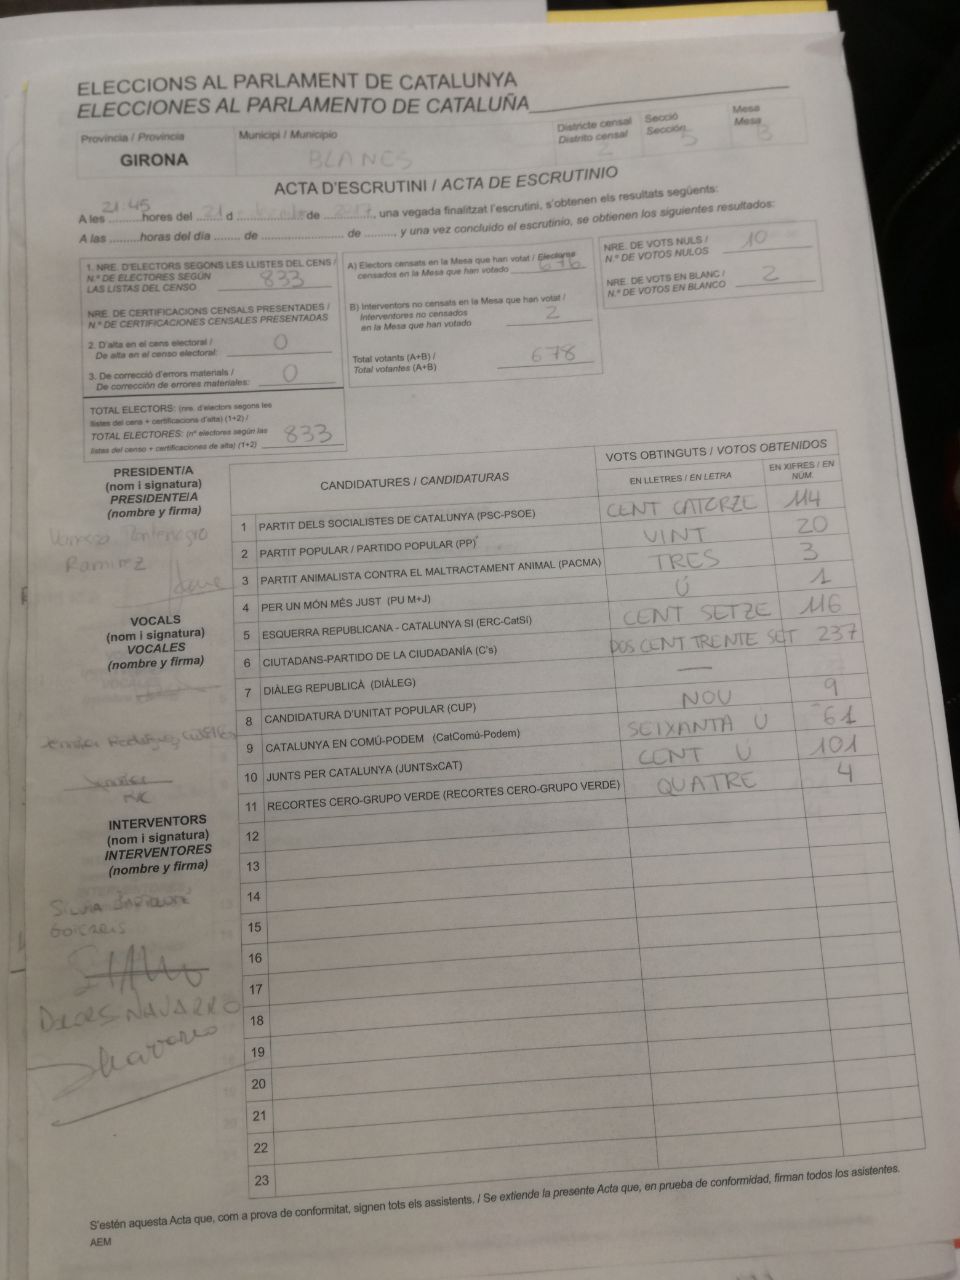 ELECCIONS AL PARLAMENT DE CATALUNYA
ELECCIONES AL PARLAMENTO DE CATALUÑA
Província / Provincia
GIRONA
Municipi / Municipio
BLANES
Districte censal
Distrito censal
2
Secció
Sección
5
Mesa
Mesa
B
ACTA D'ESCRUTINI / ACTA DE ESCRUTINIO
A les 21:45 hores del 21 d de 2017, una vegada finalitzat l'escrutini, s'obtenen els resultats següents:
A las .........horas del día ........ de ............................ de ........, y una vez concluido el escrutinio, se obtienen los siguientes resultados:
1. NRE. D'ELECTORS SEGONS LES LLISTES DEL CENS /
N.º DE ELECTORES SEGÚN
LAS LISTAS DEL CENSO 833
NRE. DE CERTIFICACIONS CENSALS PRESENTADES /
N.º DE CERTIFICACIONES CENSALES PRESENTADAS
2. D'alta en el cens electoral /
De alta en el censo electoral: 0
3. De correcció d'errors materials /
De corrección de errores materiales: 0
TOTAL ELECTORS: (nre. d'electors segons les
llistes del cens + certificacions d'alta) (1+2) /
TOTAL ELECTORES: (nº electores según las
listas del censo + certificaciones de alta) (1+2) 833
A) Electors censats en la Mesa que han votat / Electores
censados en la Mesa que han votado 676
B) Interventors no censats en la Mesa que han votat /
Interventores no censados
en la Mesa que han votado 2
Total votants (A+B) /
Total votantes (A+B) 678
NRE. DE VOTS NULS /
N.º DE VOTOS NULOS 10
NRE. DE VOTS EN BLANC /
N.º DE VOTOS EN BLANCO 2
PRESIDENT/A
(nom i signatura)
PRESIDENTE/A
(nombre y firma)
Ramirez
VOCALS
(nom i signatura)
VOCALES
(nombre y firma)
INTERVENTORS
(nom i signatura)
INTERVENTORES
(nombre y firma)
NAVARRO
CANDIDATURES / CANDIDATURAS
VOTS OBTINGUTS / VOTOS OBTENIDOS
EN LLETRES / EN LETRA
EN XIFRES / EN NÚM.
1 PARTIT DELS SOCIALISTES DE CATALUNYA (PSC-PSOE) CENT CATORZE 114
2 PARTIT POPULAR / PARTIDO POPULAR (PP) VINT 20
3 PARTIT ANIMALISTA CONTRA EL MALTRACTAMENT ANIMAL (PACMA) TRES 3
4 PER UN MÓN MÉS JUST (PU M+J) Ú 1
5 ESQUERRA REPUBLICANA - CATALUNYA SI (ERC-CatSí) CENT SETZE 116
6 CIUTADANS-PARTIDO DE LA CIUDADANÍA (C's) DOS CENT TRENTE SET 237
7 DIÀLEG REPUBLICÀ (DIÀLEG) —
8 CANDIDATURA D'UNITAT POPULAR (CUP) NOU 9
9 CATALUNYA EN COMÚ-PODEM (CatComú-Podem) SEIXANTA U 61
10 JUNTS PER CATALUNYA (JUNTSxCAT) CENT U 101
11 RECORTES CERO-GRUPO VERDE (RECORTES CERO-GRUPO VERDE) QUATRE 4
12
13
14
15
16
17
18
19
20
21
22
23
S'estén aquesta Acta que, com a prova de conformitat, signen tots els assistents. / Se extiende la presente Acta que, en prueba de conformidad, firman todos los asistentes.
AEM